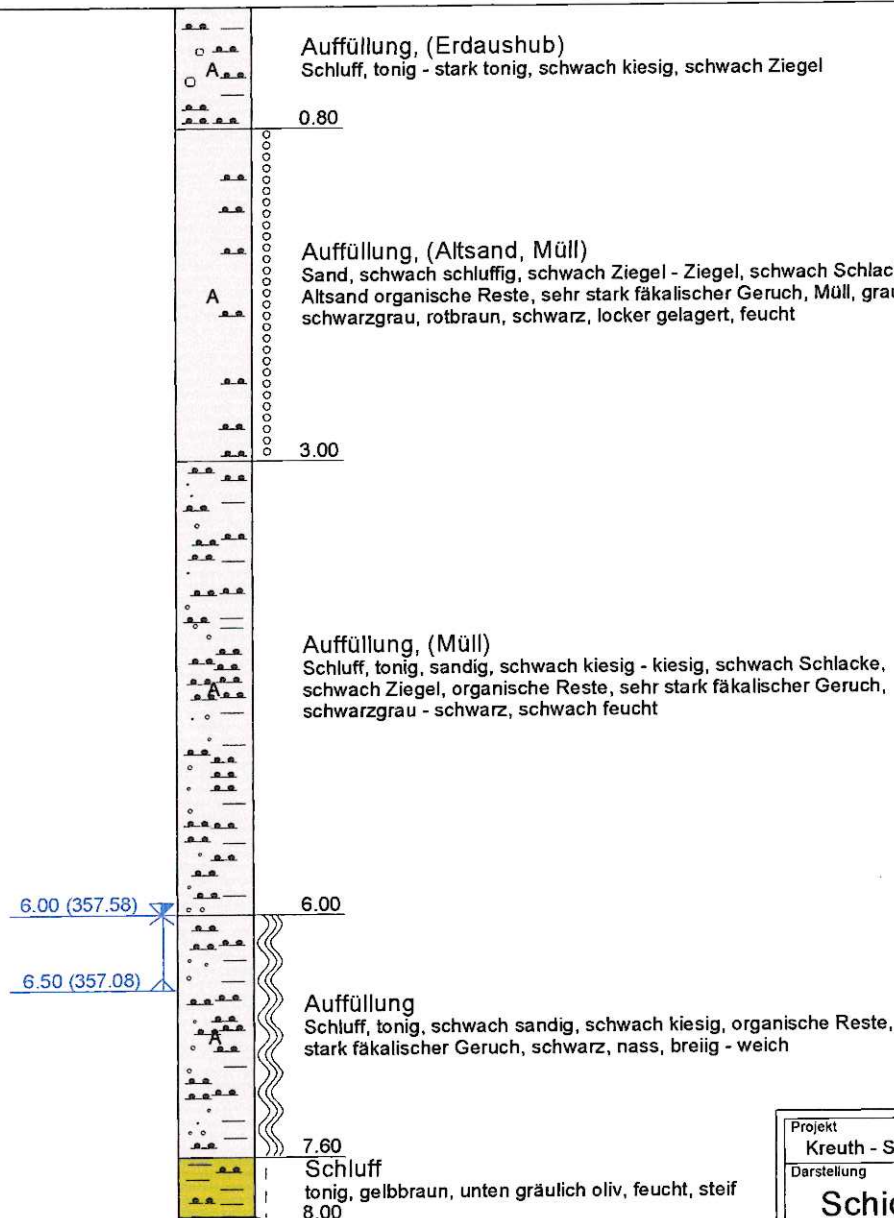 Auffüllung, (Erdaushub)
Schluff, tonig - stark tonig, schwach kiesig, schwach Ziegel
A
0.80
Auffüllung, (Altsand, Müll)
Sand, schwach schluffig, schwach Ziegel - Ziegel, schwach Schlac
Altsand organische Reste, sehr stark fäkalischer Geruch, Müll, grau
schwarzgrau, rotbraun, schwarz, locker gelagert, feucht
A
3.00
Auffüllung, (Müll)
Schluff, tonig, sandig, schwach kiesig - kiesig, schwach Schlacke,
schwach Ziegel, organische Reste, sehr stark fäkalischer Geruch,
schwarzgrau - schwarz, schwach feucht
A
6.00 (357.58)
6.00
6.50 (357.08)
Auffüllung
Schluff, tonig, schwach sandig, schwach kiesig, organische Reste,
stark fäkalischer Geruch, schwarz, nass, breiig - weich
A
7.60
Schluff
tonig, gelbbraun, unten gräulich oliv, feucht, steif
8.00
Projekt
Kreuth - S
Darstellung
Schic